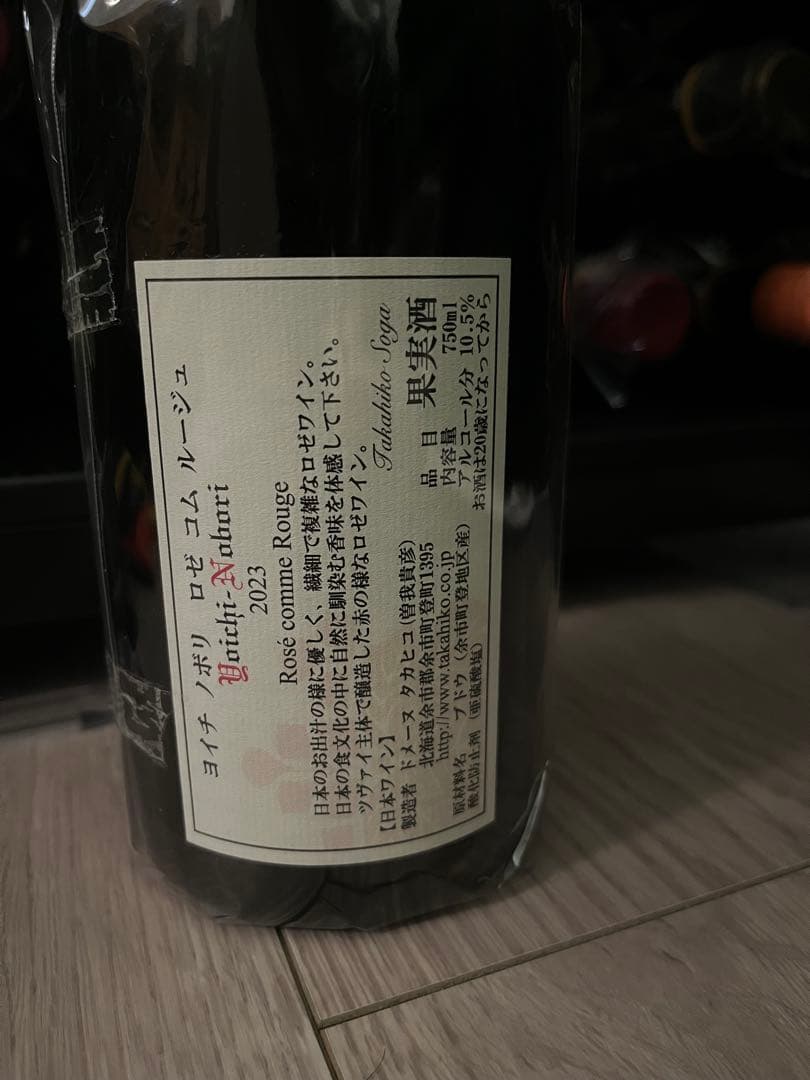 ヨイチ ノボリ ロゼ コム ルージュ
Yoichi-Nobori
2023
Rosé comme Rouge
日本のお出汁の様に優しく、繊細で複雑なロゼワイン。
日本の食文化の中に自然に馴染む香味を体感して下さい。
ツヴァイ主体で醸造した赤の様なロゼワイン。
Takahiko Soga
【日本ワイン】
製造者 ドメーヌ タカヒコ(曽我貴彦)
北海道余市郡余市町登町1395
http://www.takahiko.co.jp
原材料名 ブドウ(余市町登地区産)
酸化防止剤(亜硫酸塩)
品目 果実酒
内容量 750ml
アルコール分 10.5%
お酒は20歳になってから